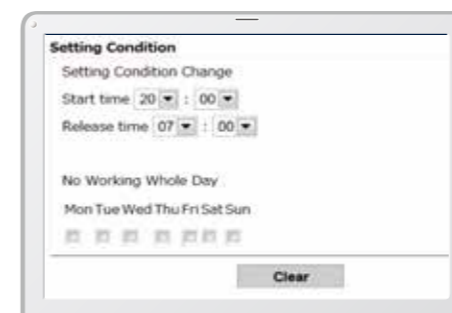 Setting Condition
Setting Condition Change
Start time 20 : 00
Release time 07 : 00
No Working Whole Day
Mon Tue Wed Thu Fri Sat Sun
Clear